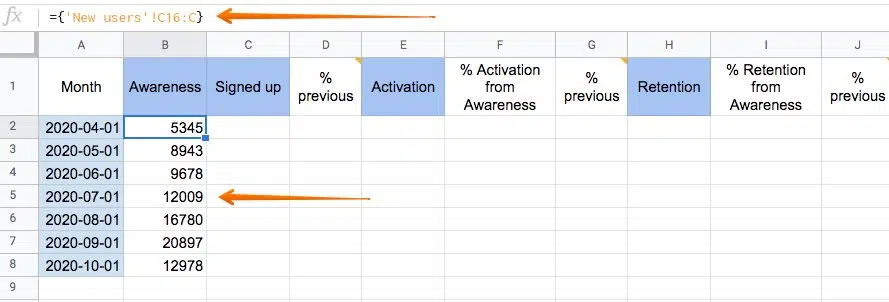 fx ={'New users'!C16:C}
A B C D E F G H I J
1 Month Awareness Signed up % previous Activation % Activation from Awareness % previous Retention % Retention from Awareness % previous
2 2020-04-01 5345
3 2020-05-01 8943
4 2020-06-01 9678
5 2020-07-01 12009
6 2020-08-01 16780
7 2020-09-01 20897
8 2020-10-01 12978
9